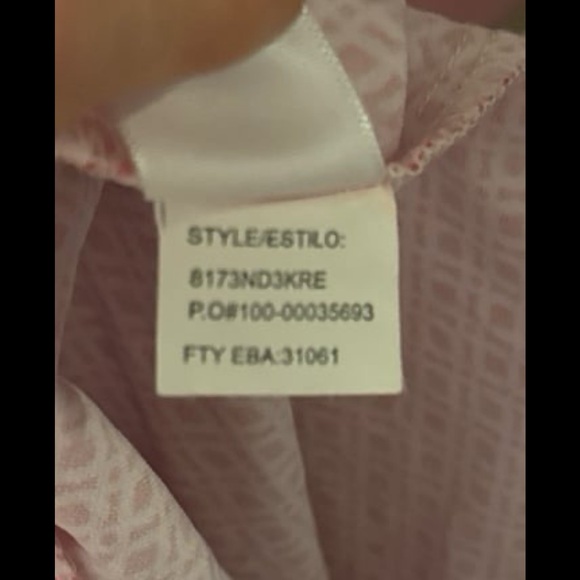 STYLE/ESTILO:
8173ND3KRE
P.O#100-00035693
FTY EBA:31061